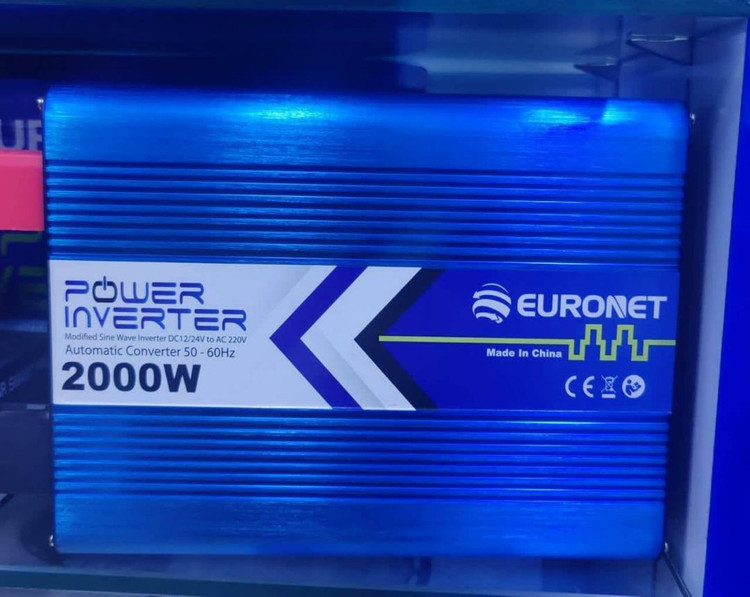 POWER
INVERTER
Modified Sine Wave Inverter DC12/24V to AC 220V
Automatic Converter 50 - 60Hz
2000W
EURONET
Made In China
CE